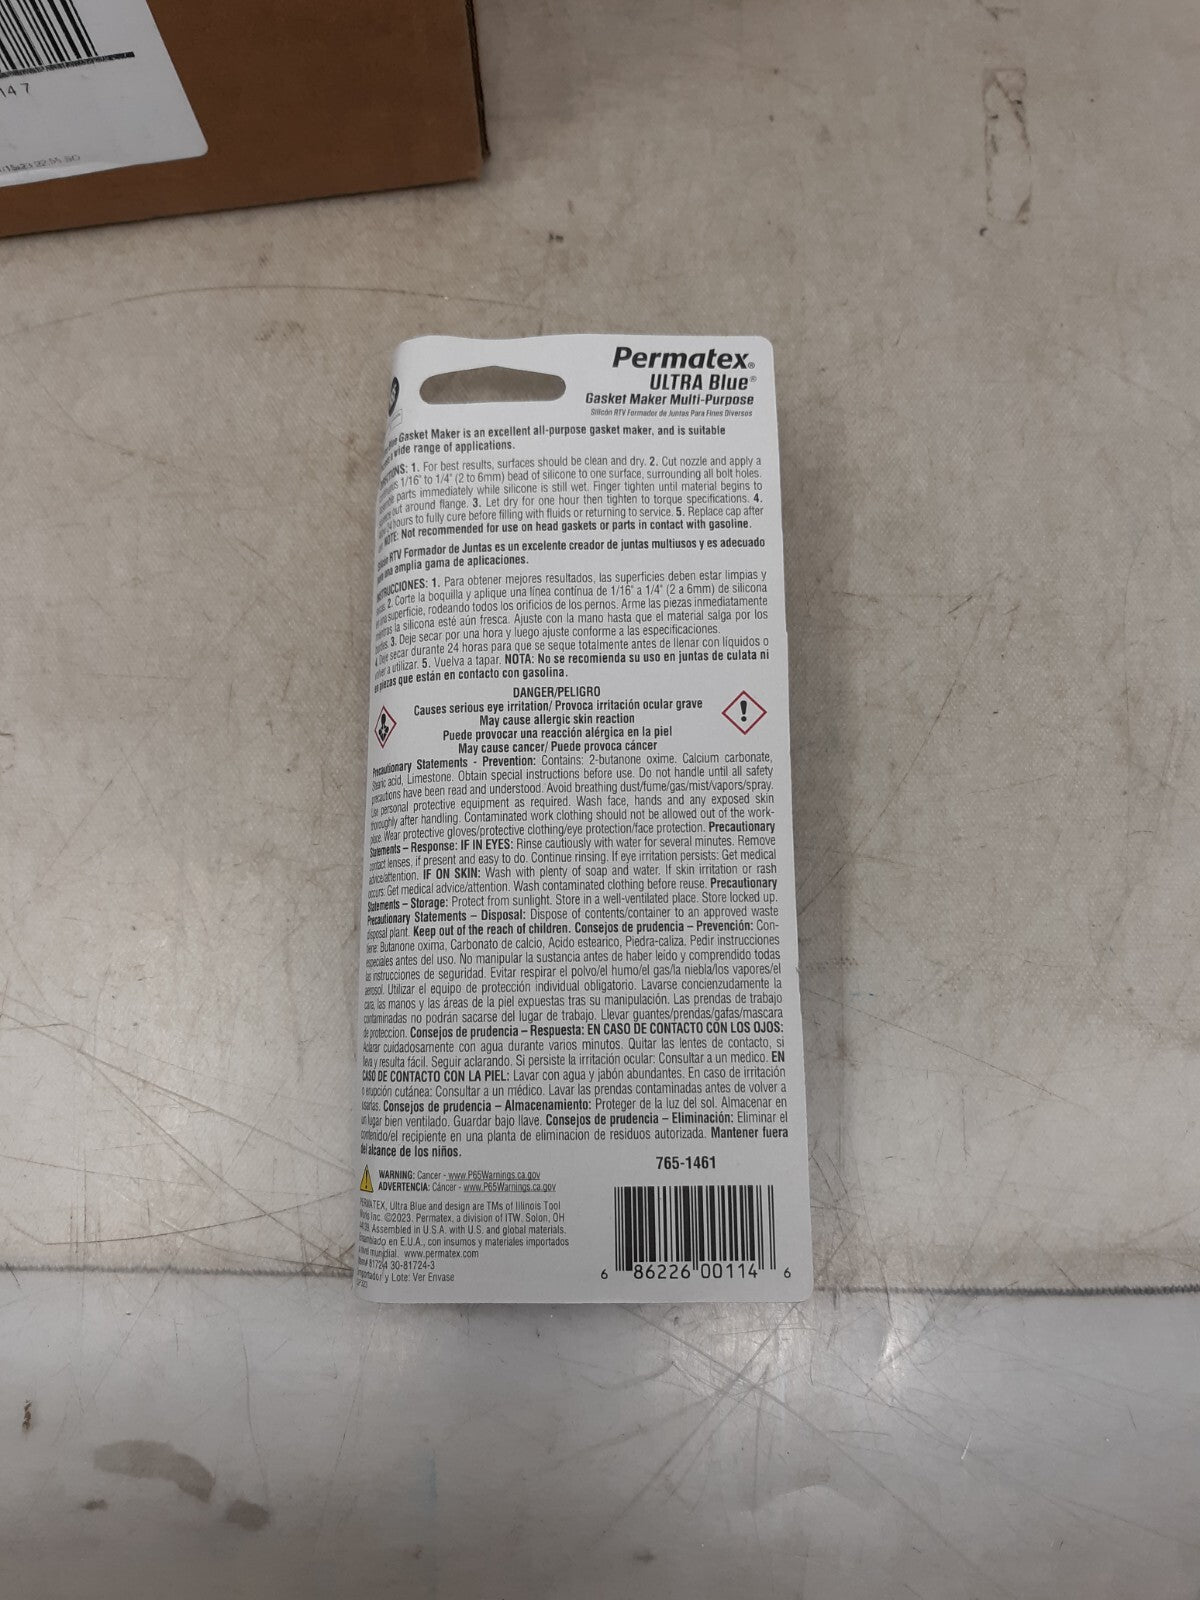 147
Permatex®
ULTRA Blue®
Gasket Maker Multi-Purpose
Silicón RTV Formador de Juntas Para Fines Diversos
Blue Gasket Maker is an excellent all-purpose gasket maker, and is suitable
wide range of applications.
1. For best results, surfaces should be clean and dry. 2. Cut nozzle and apply a
1/16" to 1/4" (2 to 6mm) bead of silicone to one surface, surrounding all bolt holes.
parts immediately while silicone is still wet. Finger tighten until material begins to
out around flange. 3. Let dry for one hour then tighten to torque specifications. 4.
hours to fully cure before filling with fluids or returning to service. 5. Replace cap after
NOTE: Not recommended for use on head gaskets or parts in contact with gasoline.
RTV Formador de Juntas es un excelente creador de juntas multiusos y es adecuado
una amplia gama de aplicaciones.
1. Para obtener mejores resultados, las superficies deben estar limpias y
2. Corte la boquilla y aplique una línea continua de 1/16" a 1/4" (2 a 6mm) de silicona
superficie, rodeando todos los orificios de los pernos. Arme las piezas inmediatamente
la silicona esté aún fresca. Ajuste con la mano hasta que el material salga por los
3. Deje secar por una hora y luego ajuste conforme a las especificaciones.
4. Deje secar durante 24 horas para que se seque totalmente antes de llenar con líquidos o
a utilizar. 5. Vuelva a tapar. NOTA: No se recomienda su uso en juntas de culata ni
en piezas que están en contacto con gasolina.
DANGER/PELIGRO
Causes serious eye irritation/ Provoca irritación ocular grave
May cause allergic skin reaction
Puede provocar una reacción alérgica en la piel
May cause cancer/ Puede provoca cáncer
Precautionary Statements - Prevention: Contains: 2-butanone oxime. Calcium carbonate,
Stearic acid, Limestone. Obtain special instructions before use. Do not handle until all safety
precautions have been read and understood. Avoid breathing dust/fume/gas/mist/vapors/spray.
Use personal protective equipment as required. Wash face, hands and any exposed skin
thoroughly after handling. Contaminated work clothing should not be allowed out of the work-
place. Wear protective gloves/protective clothing/eye protection/face protection. Precautionary
Statements – Response: IF IN EYES: Rinse cautiously with water for several minutes. Remove
contact lenses, if present and easy to do. Continue rinsing. If eye irritation persists: Get medical
advice/attention. IF ON SKIN: Wash with plenty of soap and water. If skin irritation or rash
occurs: Get medical advice/attention. Wash contaminated clothing before reuse. Precautionary
Statements – Storage: Protect from sunlight. Store in a well-ventilated place. Store locked up.
Precautionary Statements – Disposal: Dispose of contents/container to an approved waste
disposal plant. Keep out of the reach of children. Consejos de prudencia – Prevención: Con-
tiene: Butanone oxima, Carbonato de calcio, Acido estearico, Piedra-caliza. Pedir instrucciones
especiales antes del uso. No manipular la sustancia antes de haber leído y comprendido todas
las instrucciones de seguridad. Evitar respirar el polvo/el humo/el gas/la niebla/los vapores/el
aerosol. Utilizar el equipo de protección individual obligatorio. Lavarse concienzudamente la
cara, las manos y las áreas de la piel expuestas tras su manipulación. Las prendas de trabajo
contaminadas no podrán sacarse del lugar de trabajo. Llevar guantes/prendas/gafas/mascara
de proteccion. Consejos de prudencia – Respuesta: EN CASO DE CONTACTO CON LOS OJOS:
Aclarar cuidadosamente con agua durante varios minutos. Quitar las lentes de contacto, si
lleva y resulta fácil. Seguir aclarando. Si persiste la irritación ocular: Consultar a un medico. EN
CASO DE CONTACTO CON LA PIEL: Lavar con agua y jabón abundantes. En caso de irritación
o erupción cutánea: Consultar a un médico. Lavar las prendas contaminadas antes de volver a
usarlas. Consejos de prudencia – Almacenamiento: Proteger de la luz del sol. Almacenar en
un lugar bien ventilado. Guardar bajo llave. Consejos de prudencia – Eliminación: Eliminar el
contenido/el recipiente en una planta de eliminacion de residuos autorizada. Mantener fuera
del alcance de los niños.
765-1461
WARNING: Cancer - www.P65Warnings.ca.gov
ADVERTENCIA: Cáncer - www.P65Warnings.ca.gov
PERMATEX, Ultra Blue and design are TMs of Illinois Tool
Works Inc. ©2023. Permatex, a division of ITW. Solon, OH
44139. Assembled in U.S.A. with U.S. and global materials.
Ensamblado en E.U.A., con insumos y materiales importados
a nivel mundial. www.permatex.com
Item# 81724 30-81724-3
Importador y Lote: Ver Envase
6 86226 00114 6